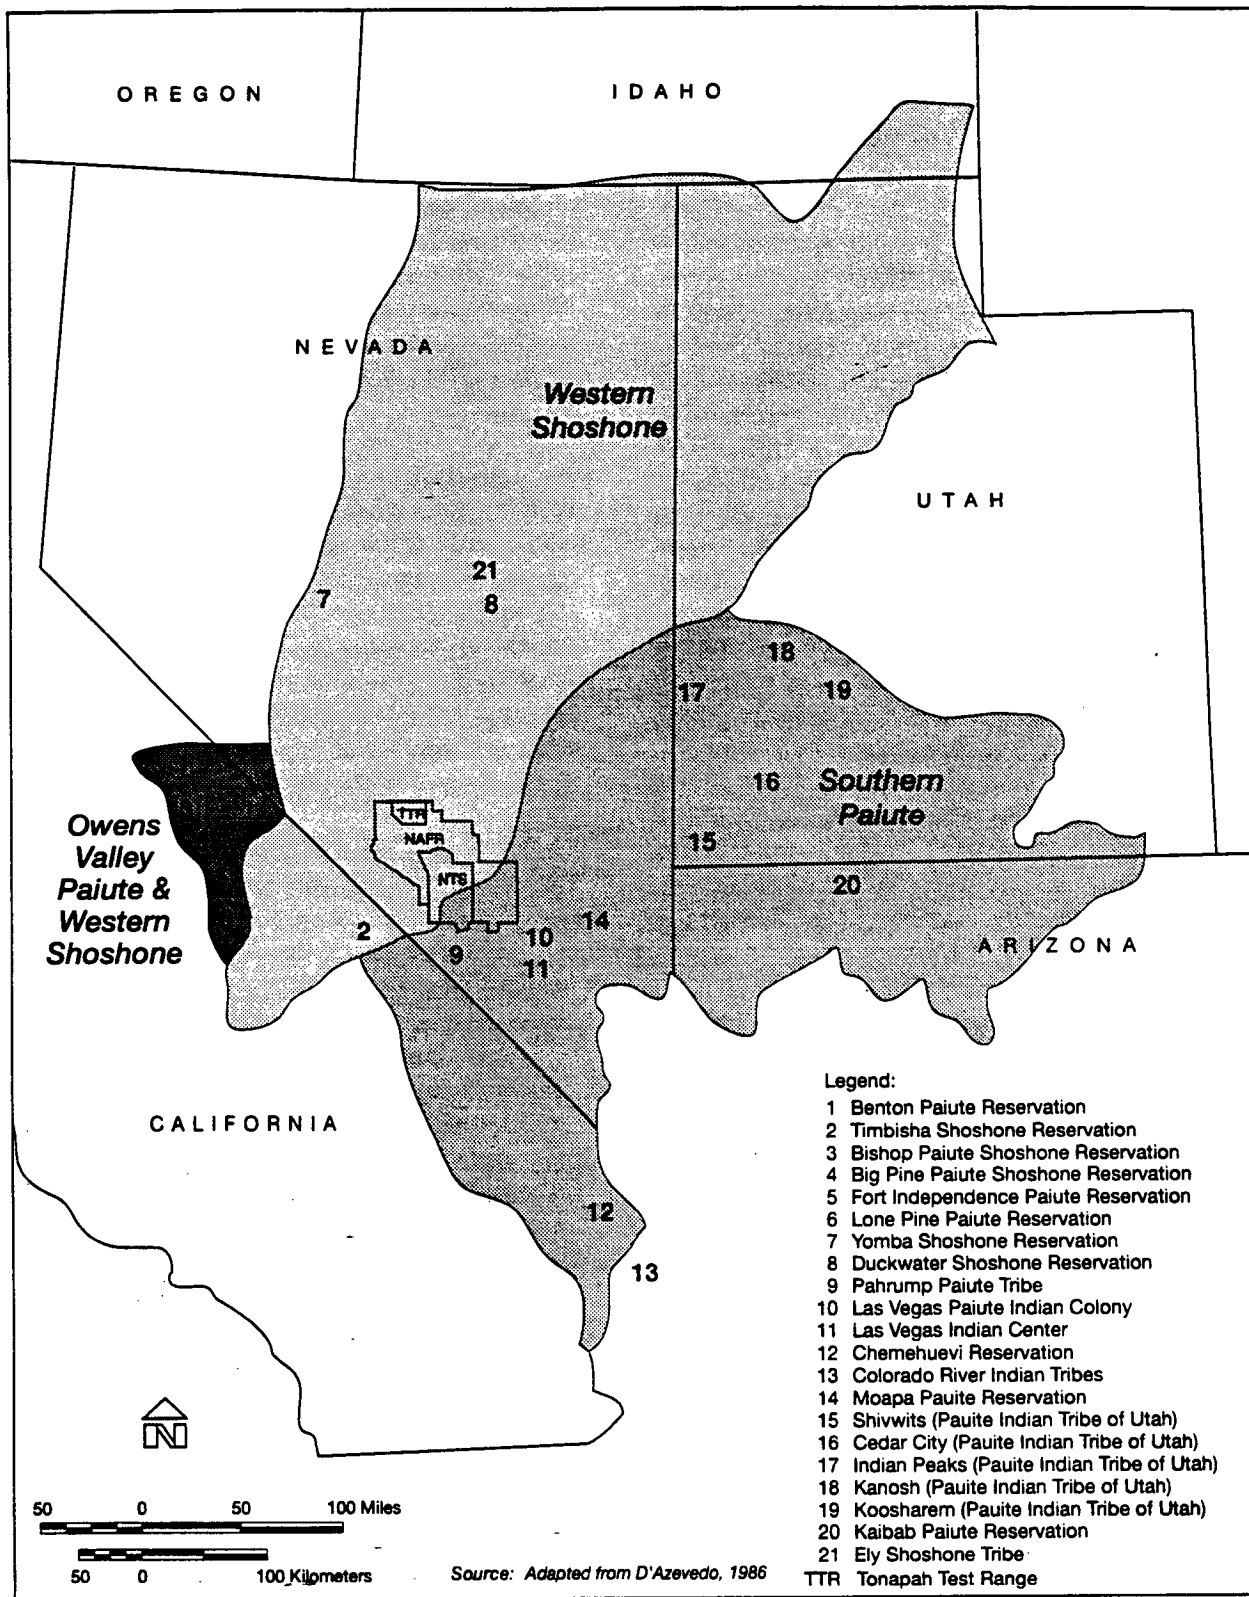 OREGON
IDAHO
NEVADA
Western
Shoshone
UTAH
21
7
8
18
17
19
16
Southern
Paiute
Owens
Valley
Paiute &
Western
Shoshone
TTR
NAFR
NTS
15
20
2
14
10
9
11
ARIZONA
CALIFORNIA
12
13
Legend:
1 Benton Paiute Reservation
2 Timbisha Shoshone Reservation
3 Bishop Paiute Shoshone Reservation
4 Big Pine Paiute Shoshone Reservation
5 Fort Independence Paiute Reservation
6 Lone Pine Paiute Reservation
7 Yomba Shoshone Reservation
8 Duckwater Shoshone Reservation
9 Pahrump Paiute Tribe
10 Las Vegas Paiute Indian Colony
11 Las Vegas Indian Center
12 Chemehuevi Reservation
13 Colorado River Indian Tribes
14 Moapa Pauite Reservation
15 Shivwits (Pauite Indian Tribe of Utah)
16 Cedar City (Pauite Indian Tribe of Utah)
17 Indian Peaks (Pauite Indian Tribe of Utah)
18 Kanosh (Pauite Indian Tribe of Utah)
19 Koosharem (Pauite Indian Tribe of Utah)
20 Kaibab Paiute Reservation
21 Ely Shoshone Tribe
TTR Tonapah Test Range
N
50 0 50 100 Miles
50 0 100 Kilometers
Source: Adapted from D'Azevedo, 1986